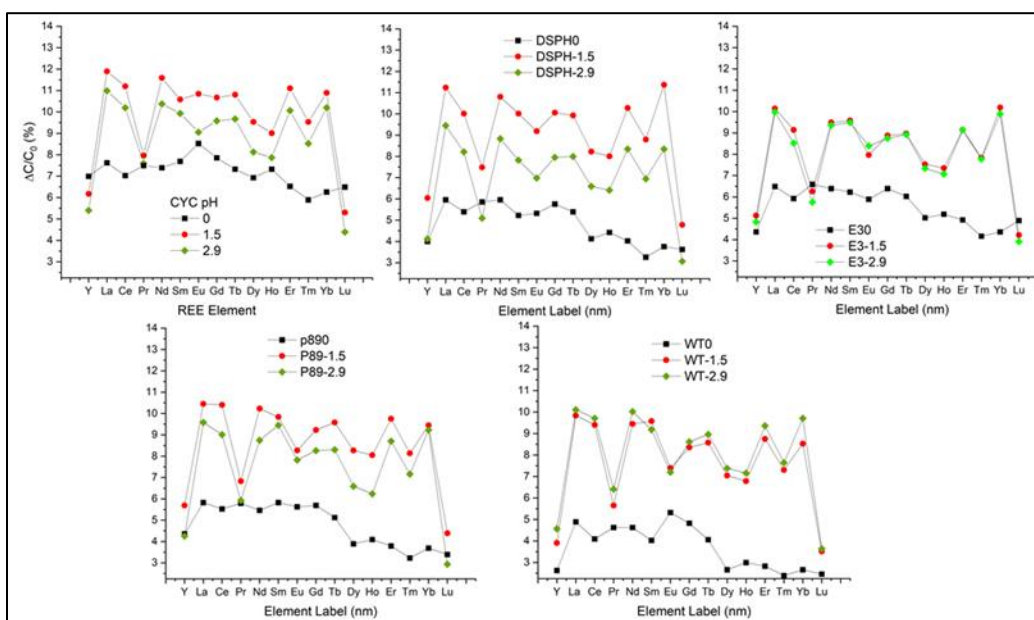 14
13
12
11
10
9
8
7
6
5
4
3
ΔC/C0 (%)
CYC pH
0
1.5
2.9
Y La Ce Pr Nd Sm Eu Gd Tb Dy Ho Er Tm Yb Lu
REE Element
14
13
12
11
10
9
8
7
6
5
4
3
DSPH0
DSPH-1.5
DSPH-2.9
Y La Ce Pr Nd Sm Eu Gd Tb Dy Ho Er Tm Yb Lu
Element Label (nm)
14
13
12
11
10
9
8
7
6
5
4
3
E30
E3-1.5
E3-2.9
Y La Ce Pr Nd Sm Eu Gd Tb Dy Ho Er Tm Yb Lu
Element Label (nm)
14
13
12
11
10
9
8
7
6
5
4
3
p890
P89-1.5
P89-2.9
Y La Ce Pr Nd Sm Eu Gd Tb Dy Ho Er Tm Yb Lu
Element Label (nm)
14
13
12
11
10
9
8
7
6
5
4
3
WT0
WT-1.5
WT-2.9
Y La Ce Pr Nd Sm Eu Gd Tb Dy Ho Er Tm Yb Lu
Element Label (nm)